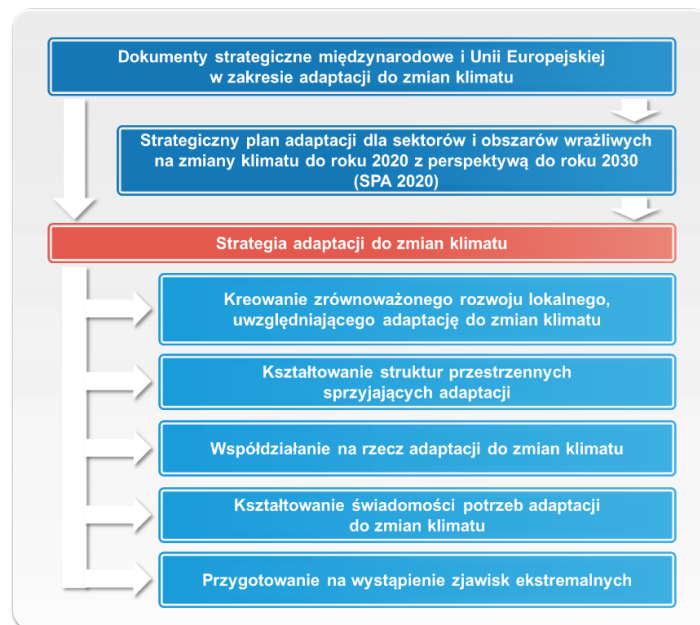 Dokumenty strategiczne międzynarodowe i Unii Europejskiej
w zakresie adaptacji do zmian klimatu
Strategiczny plan adaptacji dla sektorów i obszarów wrażliwych
na zmiany klimatu do roku 2020 z perspektywą do roku 2030
(SPA 2020)
Strategia adaptacji do zmian klimatu
Kreowanie zrównoważonego rozwoju lokalnego,
uwzględniającego adaptację do zmian klimatu
Kształtowanie struktur przestrzennych
sprzyjających adaptacji
Współdziałanie na rzecz adaptacji do zmian klimatu
Kształtowanie świadomości potrzeb adaptacji
do zmian klimatu
Przygotowanie na wystąpienie zjawisk ekstremalnych